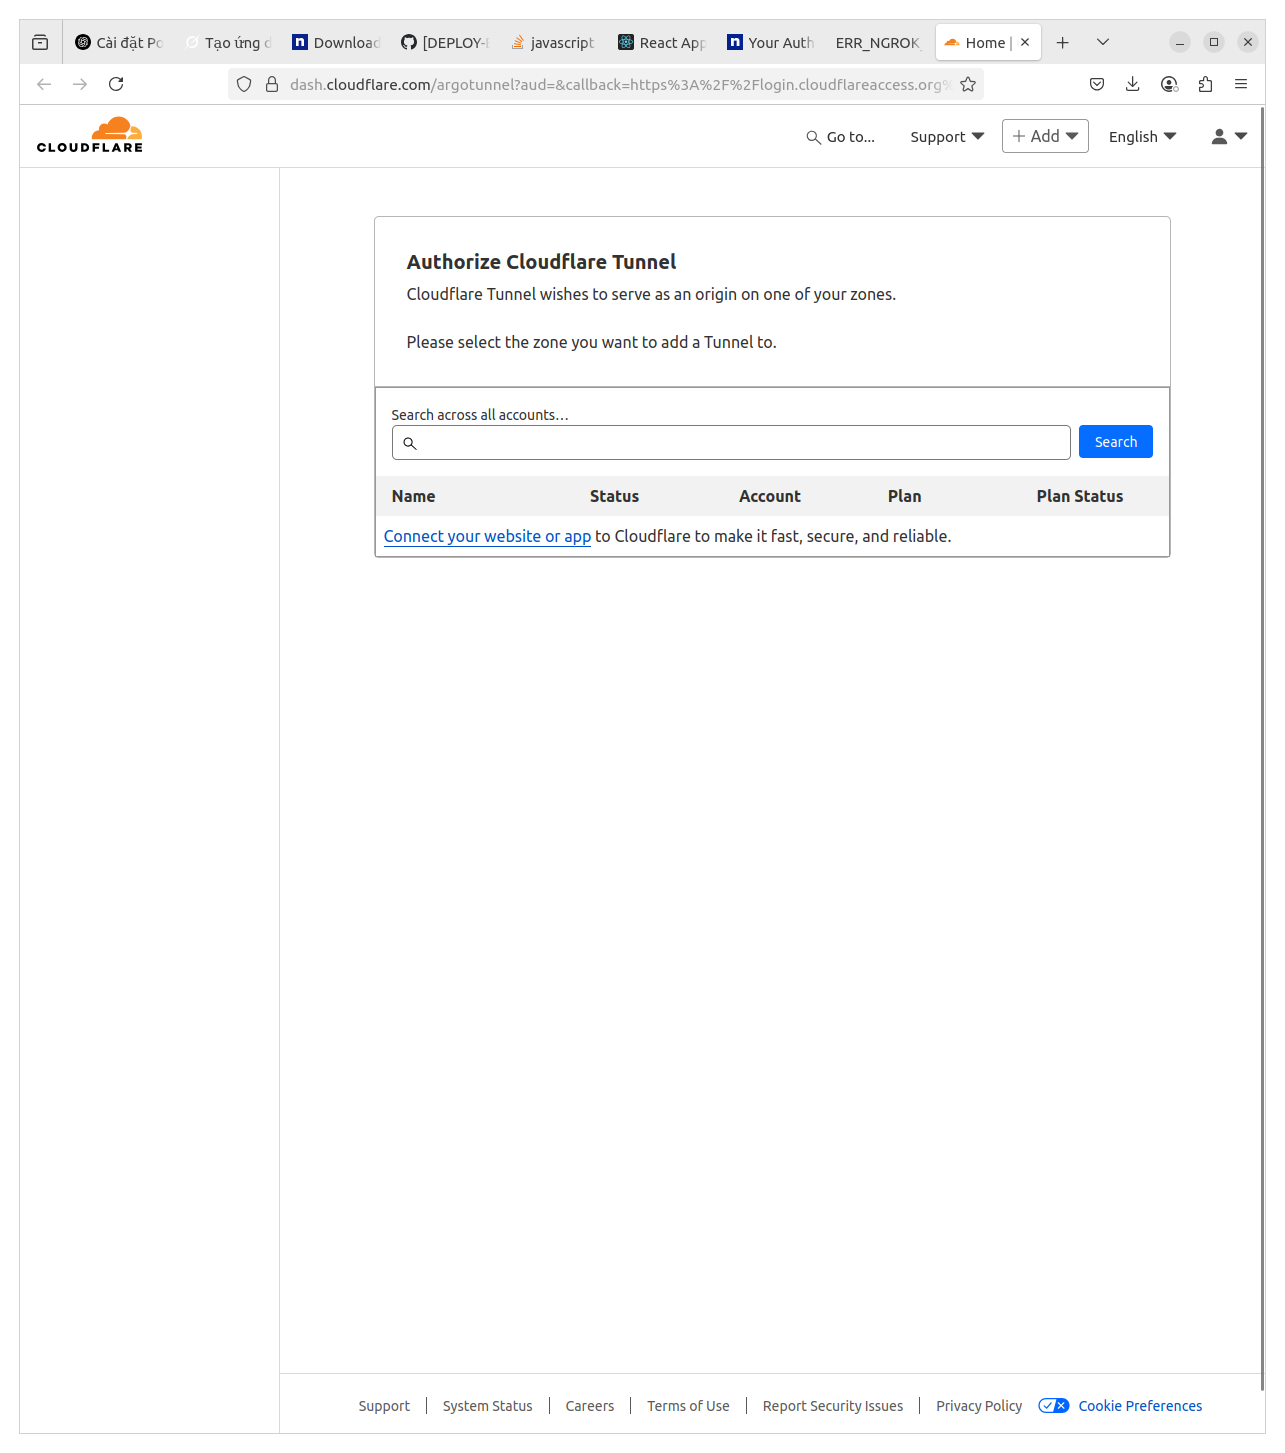 Cài đặt Po
Tạo ứng d
Download
[DEPLOY-
javascript
React App
Your Auth
ERR_NGROK_
Home |
dash.cloudflare.com/argotunnel?aud=&callback=https%3A%2F%2Flogin.cloudflareaccess.org%
CLOUDFLARE
Go to...
Support
+ Add
English
Authorize Cloudflare Tunnel
Cloudflare Tunnel wishes to serve as an origin on one of your zones.
Please select the zone you want to add a Tunnel to.
Search across all accounts…
Search
Name Status Account Plan Plan Status
Connect your website or app to Cloudflare to make it fast, secure, and reliable.
Support | System Status | Careers | Terms of Use | Report Security Issues | Privacy Policy Cookie Preferences